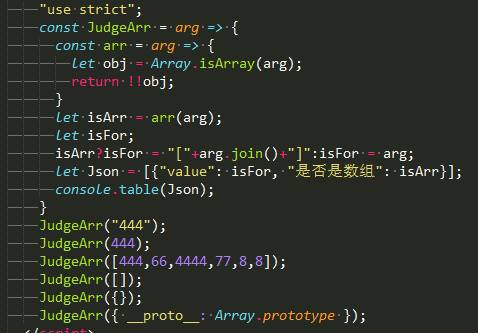 "use strict";
const JudgeArr = arg => {
const arr = arg => {
let obj = Array.isArray(arg);
return !!obj;
}
let isArr = arr(arg);
let isFor;
isArr?isFor = "["+arg.join()+"]":isFor = arg;
let Json = [{"value": isFor, "是否是数组": isArr}];
console.table(Json);
}
JudgeArr("444");
JudgeArr(444);
JudgeArr([444,66,4444,77,8,8]);
JudgeArr([]);
JudgeArr({});
JudgeArr({ __proto__: Array.prototype });
</script>